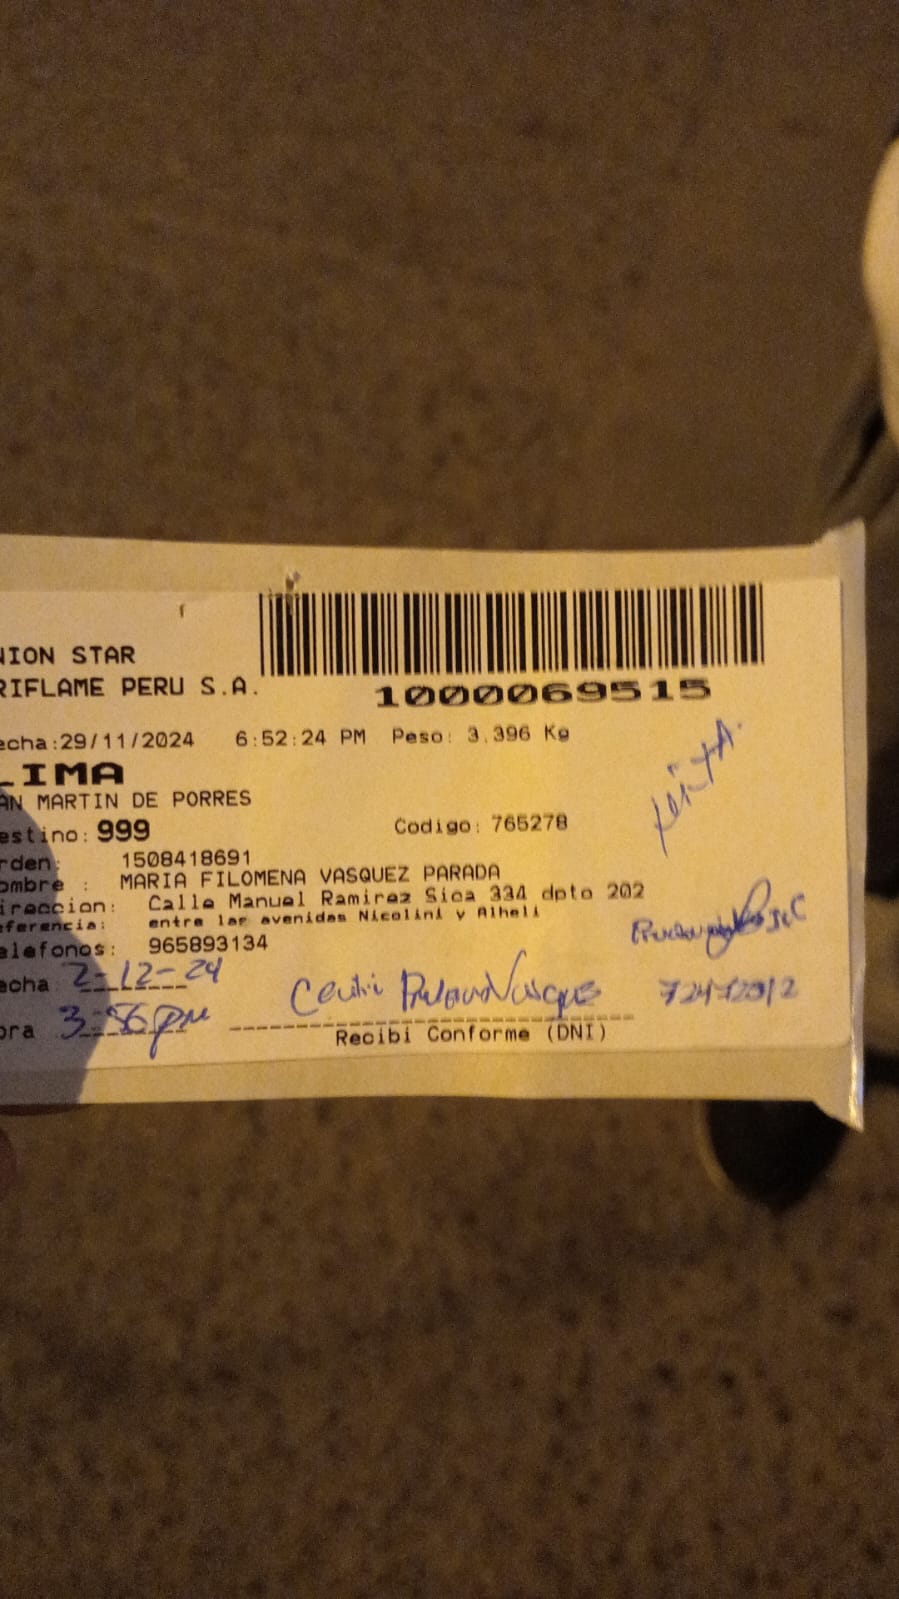 NION STAR
RIFLAME PERU S.A.
1000069515
echa:29/11/2024 6:52:24 PM Peso: 3.396 Kg
LIMA
AN MARTIN DE PORRES
estino: 999 Codigo: 765278
rden: 1508418691
ombre : MARIA FILOMENA VASQUEZ PARADA
ireccion: Calle Manuel Ramirez Sica 334 dpto 202
eferencia: entre las avenidas Nicolini y Alheli
elefonos: 965893134
echa 2-12-24
ora 3:56 pm
Recibi Conforme (DNI)